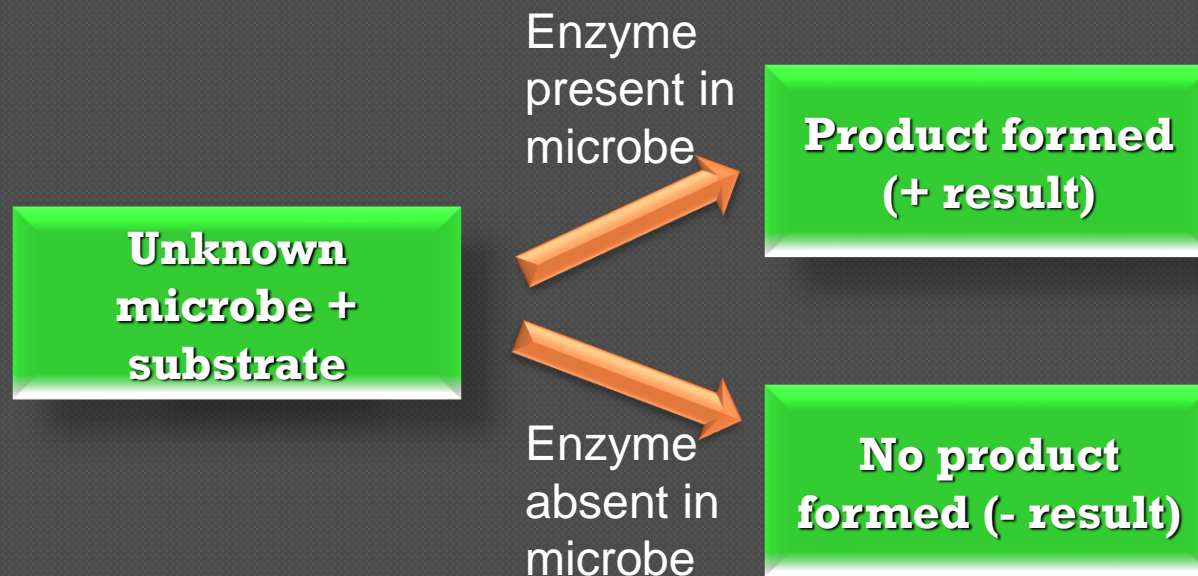 Enzyme
present in
microbe
Product formed
(+ result)
Unknown
microbe +
substrate
Enzyme
absent in
microbe
No product
formed (- result)